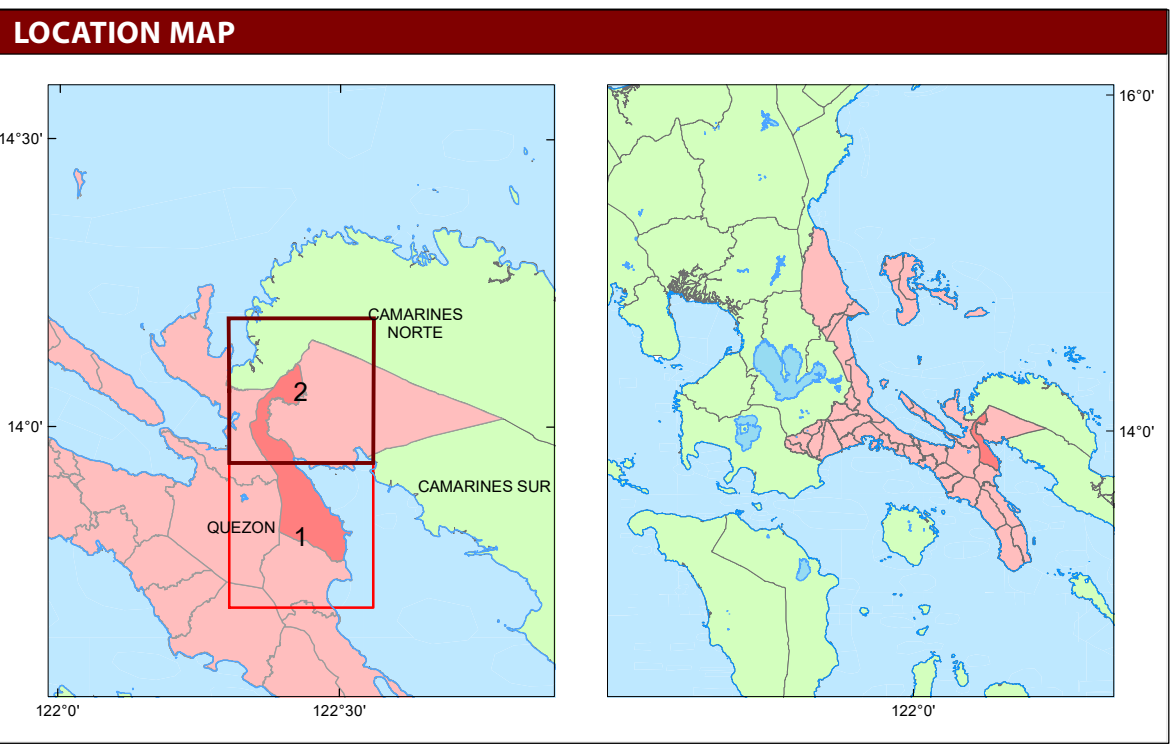 LOCATION MAP
14°30'
14°0'
122°0'
122°30'
CAMARINES
NORTE
2
CAMARINES SUR
QUEZON
1
16°0'
14°0'
122°0'